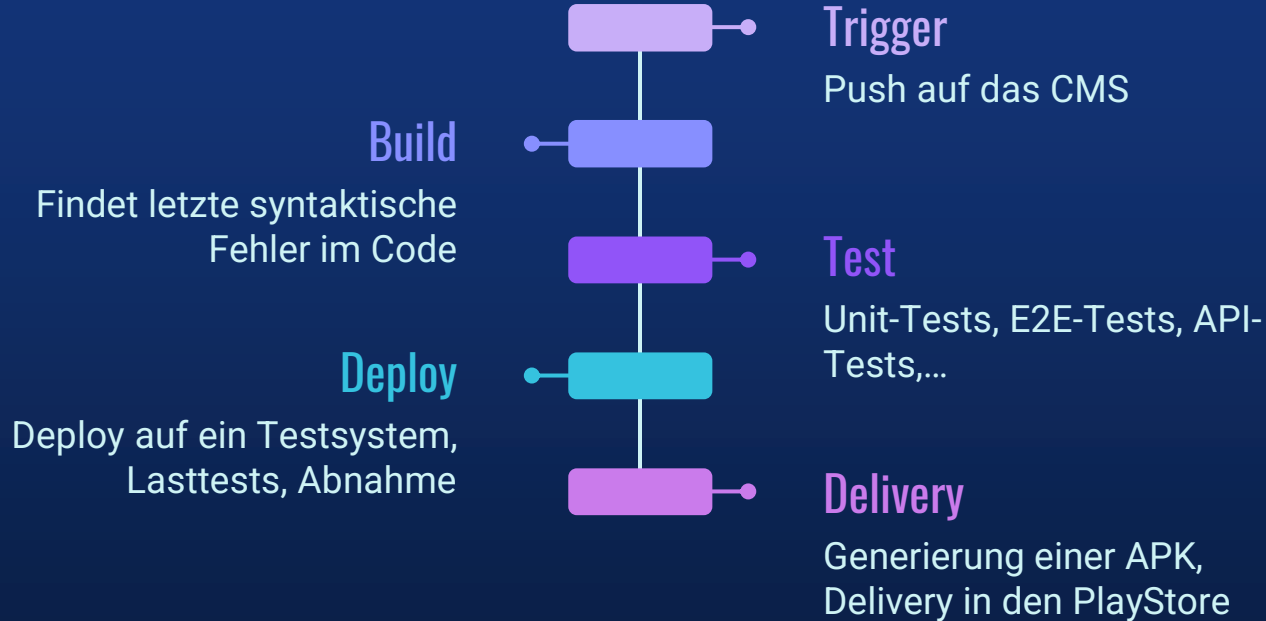 Trigger
Push auf das CMS
Build
Findet letzte syntaktische
Fehler im Code
Test
Unit-Tests, E2E-Tests, API-
Tests,…
Deploy
Deploy auf ein Testsystem,
Lasttests, Abnahme
Delivery
Generierung einer APK,
Delivery in den PlayStore